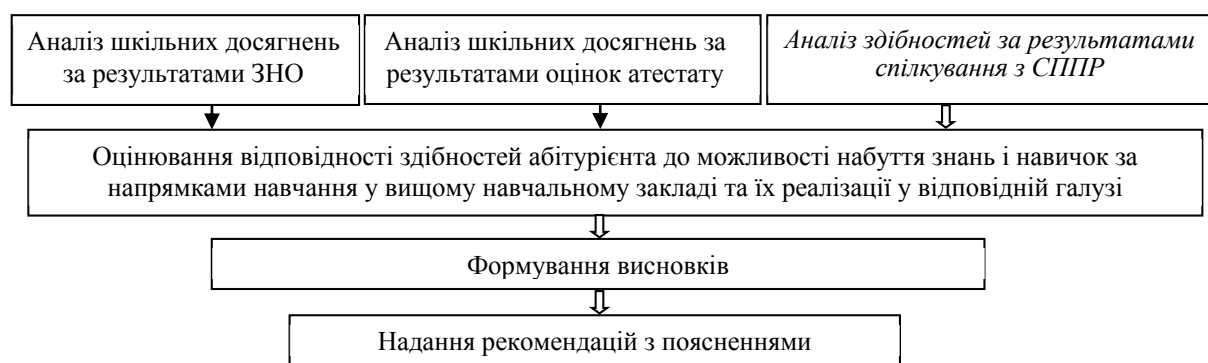 Аналіз шкільних досягнень
за результатами ЗНО
Аналіз шкільних досягнень за
результатами оцінок атестату
Аналіз здібностей за результатами
спілкування з СППР
Оцінювання відповідності здібностей абітурієнта до можливості набуття знань і навичок за
напрямками навчання у вищому навчальному закладі та їх реалізації у відповідній галузі
Формування висновків
Надання рекомендацій з поясненнями